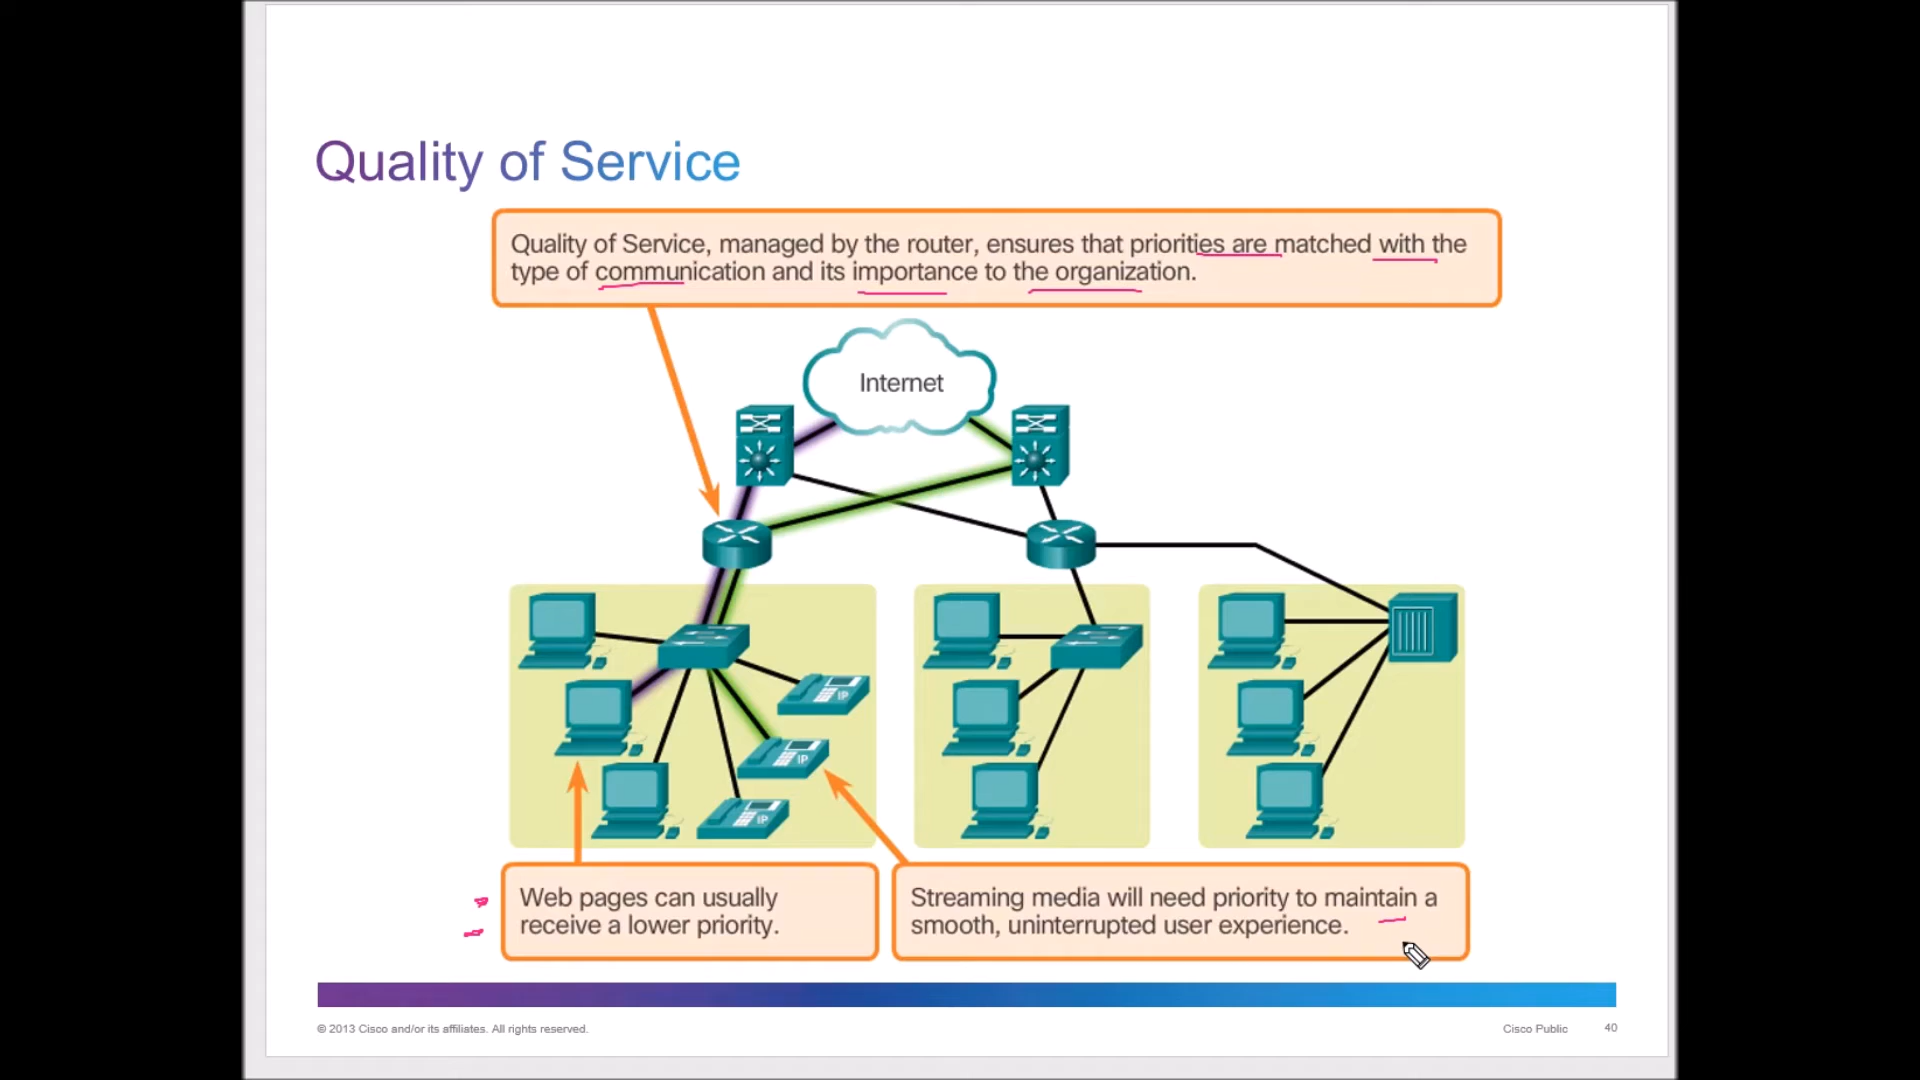 Quality of Service
Quality of Service, managed by the router, ensures that priorities are matched with the
type of communication and its importance to the organization.
Internet
IP
IP
IP
Web pages can usually
receive a lower priority.
Streaming media will need priority to maintain a
smooth, uninterrupted user experience.
© 2013 Cisco and/or its affiliates. All rights reserved.
Cisco Public
40